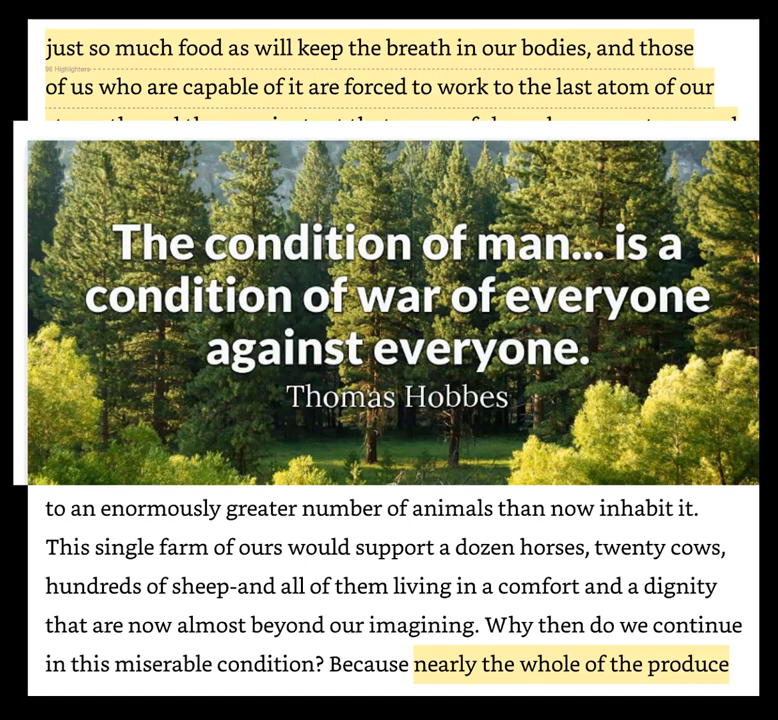 just so much food as will keep the breath in our bodies, and those
96 Highlighters
of us who are capable of it are forced to work to the last atom of our
The condition of man... is a
condition of war of everyone
against everyone.
Thomas Hobbes
to an enormously greater number of animals than now inhabit it.
This single farm of ours would support a dozen horses, twenty cows,
hundreds of sheep-and all of them living in a comfort and a dignity
that are now almost beyond our imagining. Why then do we continue
in this miserable condition? Because nearly the whole of the produce